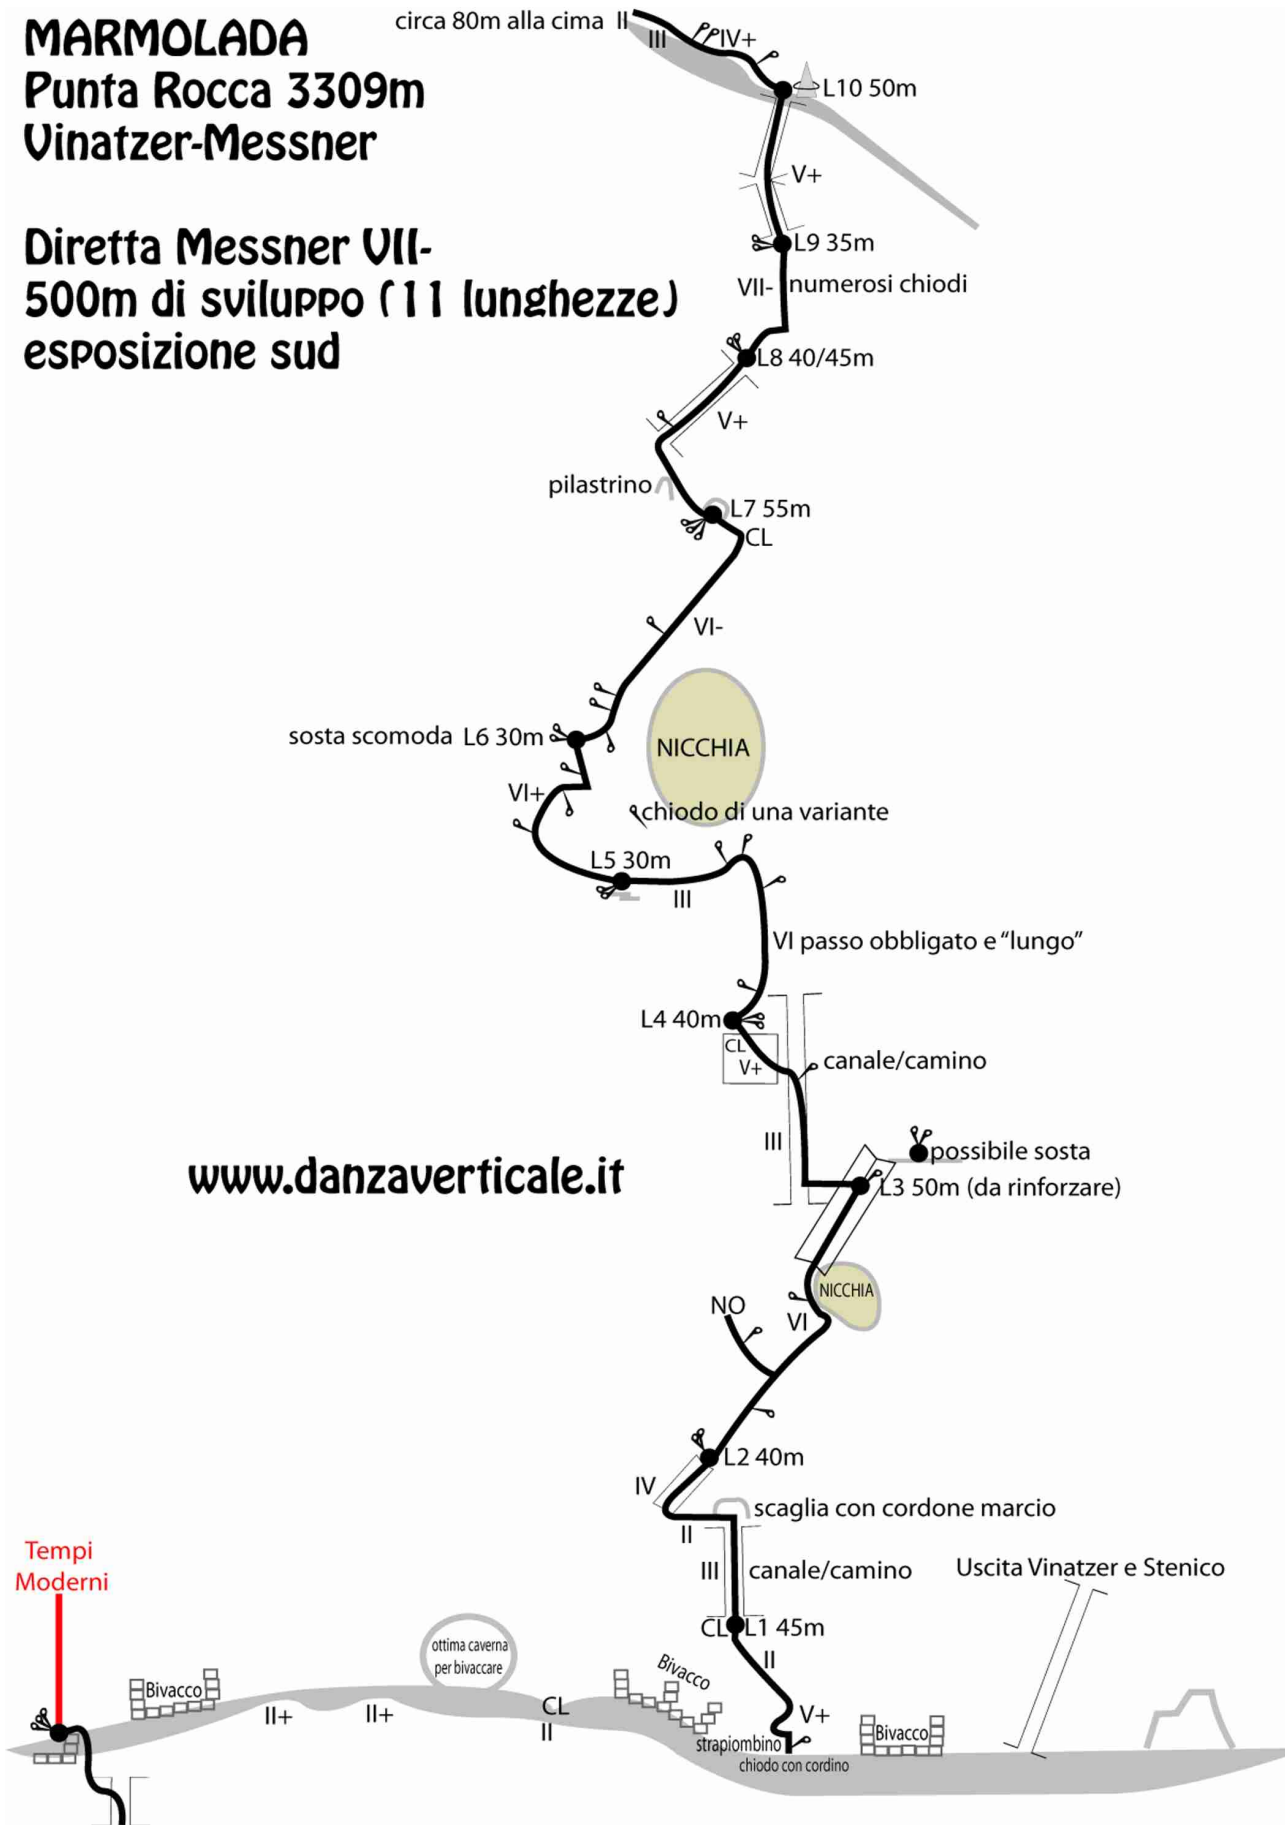 MARMOLADA
Punta Rocca 3309m
Vinatzer-Messner
Diretta Messner VII-
500m di sviluppo (11 lunghezze)
esposizione sud
circa 80m alla cima II
III
IV+
L10 50m
V+
L9 35m
VII- numerosi chiodi
L8 40/45m
V+
pilastrino
L7 55m
CL
VI-
NICCHIA
sosta scomoda L6 30m
VI+
chiodo di una variante
L5 30m
III
VI passo obbligato e "lungo"
L4 40m
CL
V+
canale/camino
III
possibile sosta
www.danzaverticale.it
L3 50m (da rinforzare)
NICCHIA
NO
VI
L2 40m
IV
scaglia con cordone marcio
II
Tempi
Moderni
III canale/camino
Uscita Vinatzer e Stenico
CL L1 45m
II
ottima caverna
per bivaccare
Bivacco
Bivacco
II+
II+
CL
II
V+
strapiombino
chiodo con cordino
Bivacco